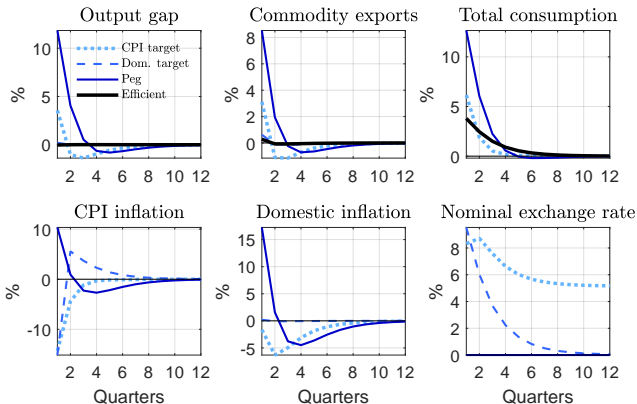 Output gap
Commodity exports
Total consumption
%
10
5
0
CPI target
Dom. target
Peg
Efficient
2 4 6 8 10 12
%
8
6
4
2
0
2 4 6 8 10 12
%
10
5
0
2 4 6 8 10 12
CPI inflation
Domestic inflation
Nominal exchange rate
%
10
0
-10
2 4 6 8 10 12
Quarters
%
15
10
5
0
-5
2 4 6 8 10 12
Quarters
%
8
6
4
2
0
2 4 6 8 10 12
Quarters